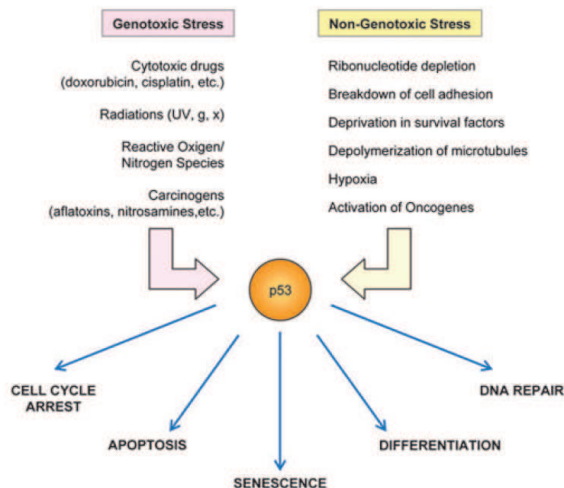 Genotoxic Stress
Non-Genotoxic Stress
Cytotoxic drugs
(doxorubicin, cisplatin, etc.)
Radiations (UV, g, x)
Reactive Oxigen/
Nitrogen Species
Carcinogens
(aflatoxins, nitrosamines,etc.)
Ribonucleotide depletion
Breakdown of cell adhesion
Deprivation in survival factors
Depolymerization of microtubules
Hypoxia
Activation of Oncogenes
p53
CELL CYCLE
ARREST
APOPTOSIS
SENESCENCE
DIFFERENTIATION
DNA REPAIR